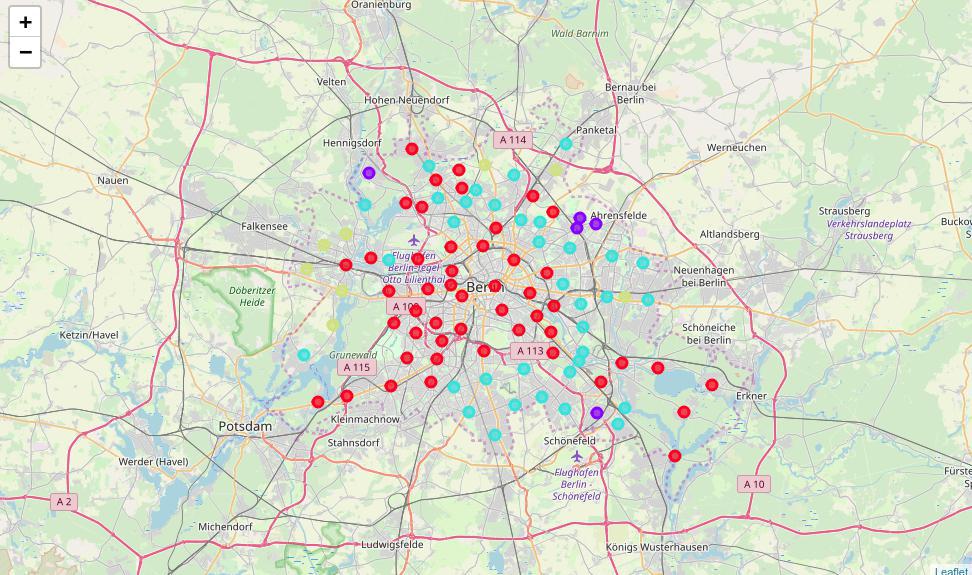 +
−
Oranienburg
Wald Barnim
Velten
Bernau bei
Berlin
Hohen Neuendorf
Panketal
A 114
Hennigsdorf
Werneuchen
Nauen
Ahrensfelde
Strausberg
Verkehrslandeplatz
Strausberg
Falkensee
Altlandsberg
Flughafen
Berlin-Tegel
Otto Lilienthal
Neuenhagen
bei Berlin
Döberitzer
Heide
Berlin
A 100
Ketzin/Havel
Schöneiche
bei Berlin
Grunewald
A 113
A 115
Erkner
Kleinmachnow
Potsdam
Stahnsdorf
Schönefeld
Werder (Havel)
Flughafen
Berlin -
Schönefeld
A 10
A 2
Michendorf
Ludwigsfelde
Königs Wusterhausen
Leaflet